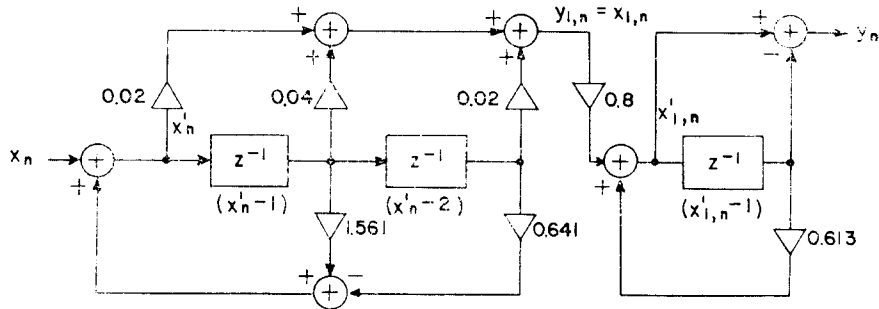 y1,n = x1,n
yn
0.02
0.04
0.02
0.8
x'n
x'1,n
xn
z⁻¹
z⁻¹
z⁻¹
(x'n-1)
(x'n-2)
(x'1,n-1)
1.561
0.641
0.613